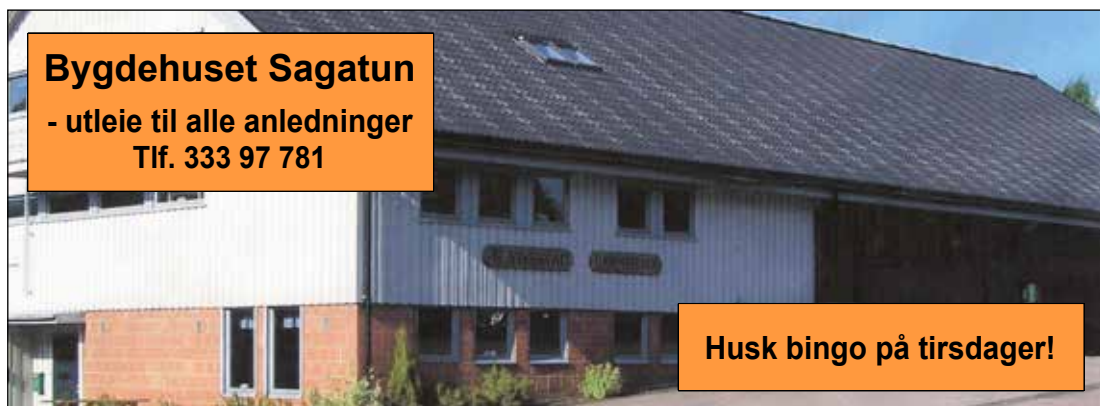 Bygdehuset Sagatun
- utleie til alle anledninger
Tlf. 333 97 781
Husk bingo på tirsdager!